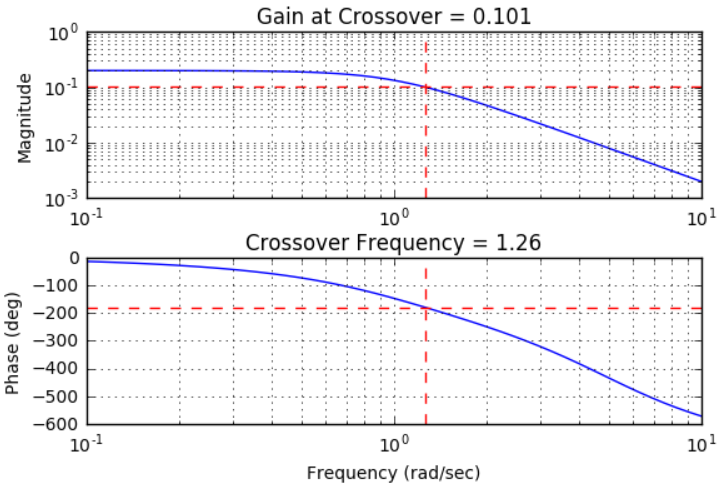 Gain at Crossover = 0.101
Magnitude
10^0
10^-1
10^-2
10^-3
10^-1 10^0 10^1
Crossover Frequency = 1.26
Phase (deg)
0
−100
−200
−300
−400
−500
−600
10^-1 10^0 10^1
Frequency (rad/sec)